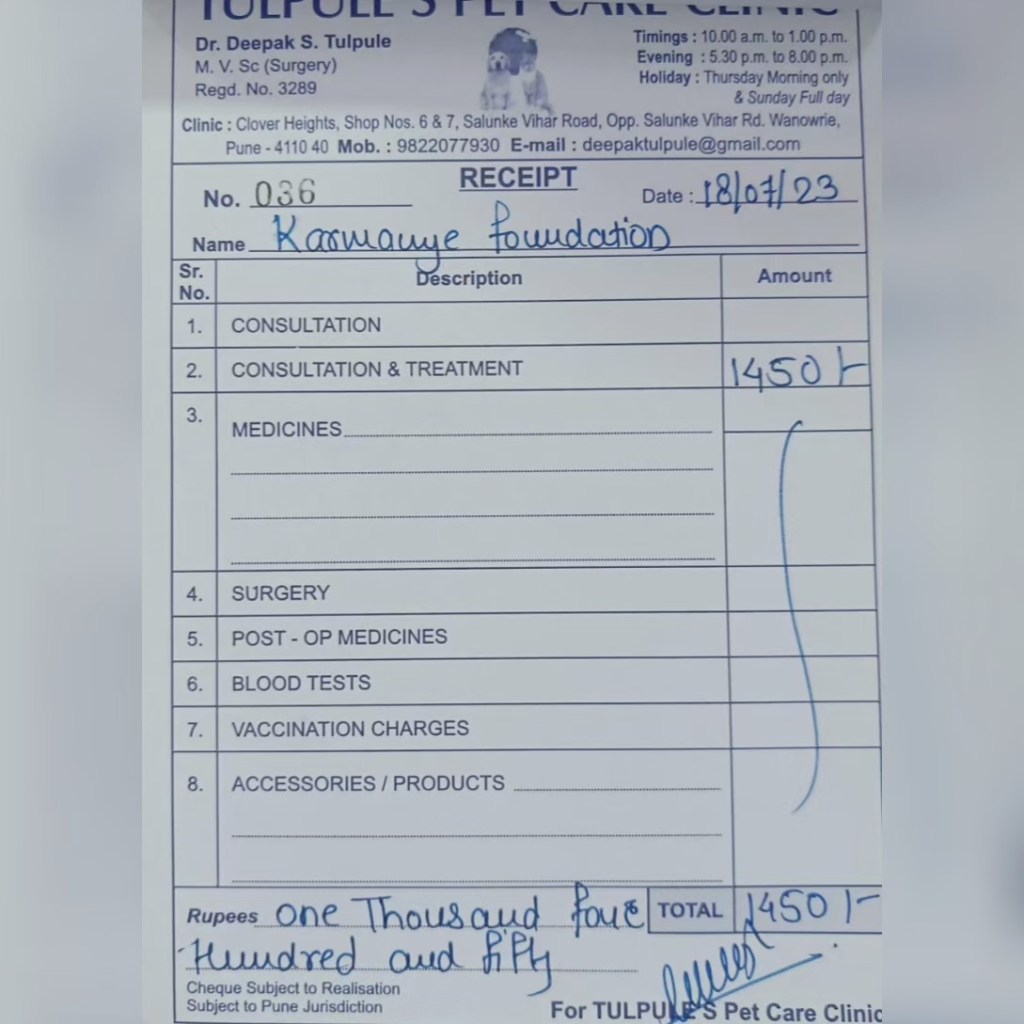 TULPULE'S PET CARE CLINIC
Dr. Deepak S. Tulpule
M. V. Sc (Surgery)
Regd. No. 3289
Timings : 10.00 a.m. to 1.00 p.m.
Evening : 5.30 p.m. to 8.00 p.m.
Holiday : Thursday Morning only
& Sunday Full day
Clinic : Clover Heights, Shop Nos. 6 & 7, Salunke Vihar Road, Opp. Salunke Vihar Rd. Wanowrie,
Pune - 4110 40 Mob. : 9822077930 E-mail : deepaktulpule@gmail.com
RECEIPT
No. 036
Date : 18/07/23
Name Karmanye foundation
Sr. No. Description Amount
1. CONSULTATION
2. CONSULTATION & TREATMENT 1450/-
3. MEDICINES
4. SURGERY
5. POST - OP MEDICINES
6. BLOOD TESTS
7. VACCINATION CHARGES
8. ACCESSORIES / PRODUCTS
Rupees one Thousand four TOTAL 1450/-
Hundred and fifty
Cheque Subject to Realisation
Subject to Pune Jurisdiction
For TULPULE'S Pet Care Clinic